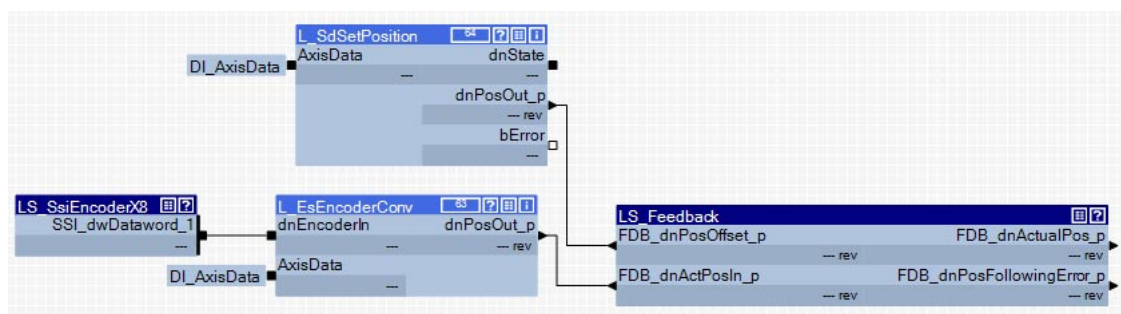 L_SdSetPosition 64 ? i
DI_AxisData AxisData dnState
--- ---
dnPosOut_p
--- rev
bError
---
LS_SsiEncoderX8 ? L_EsEncoderConv 63 ? i
SSI_dwDataword_1 dnEncoderIn dnPosOut_p
--- --- --- rev
DI_AxisData AxisData
---
LS_Feedback ?
FDB_dnPosOffset_p FDB_dnActualPos_p
--- rev --- rev
FDB_dnActPosIn_p FDB_dnPosFollowingError_p
--- rev --- rev